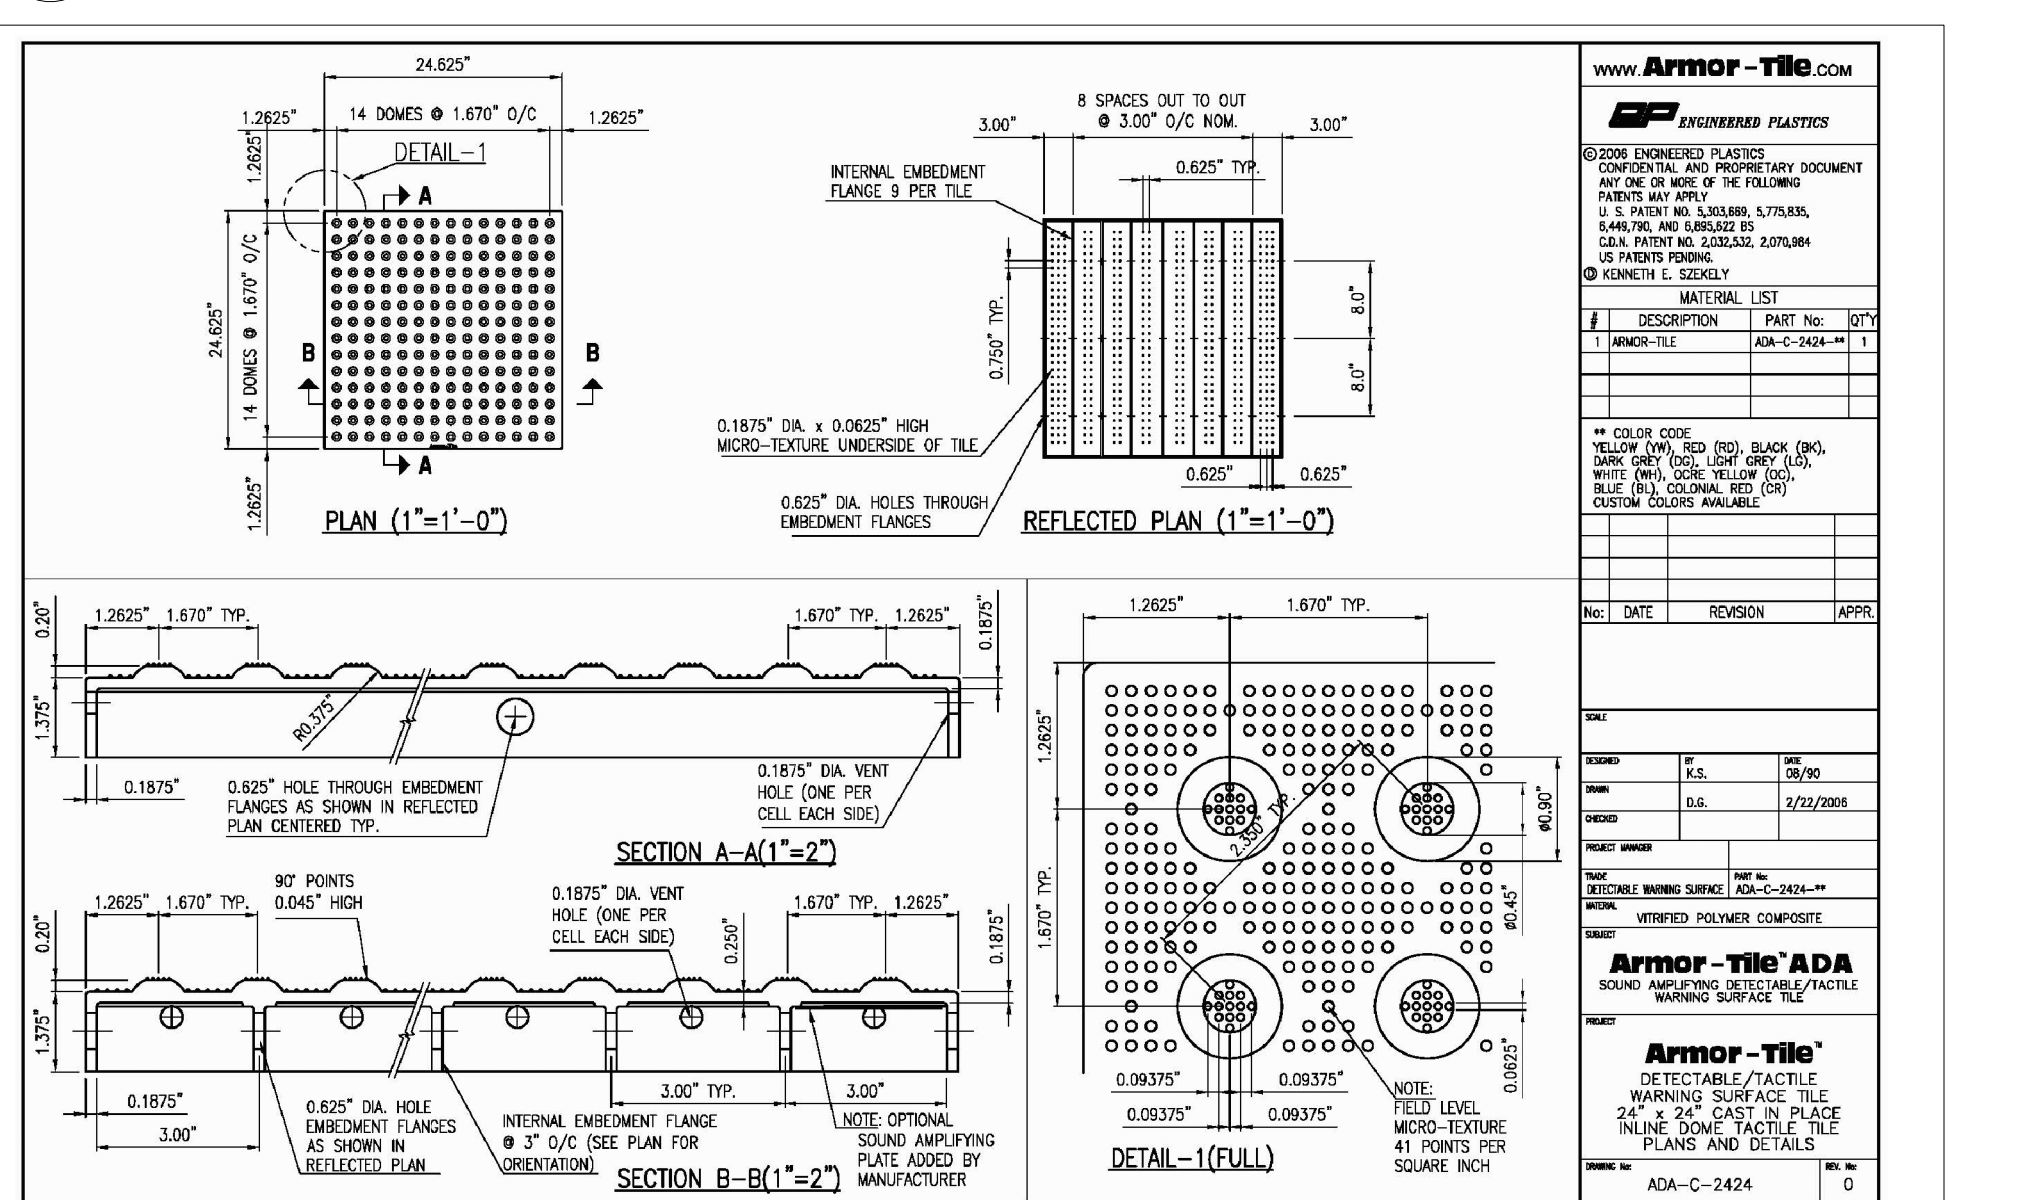 24.625"
1.2625"
14 DOMES @ 1.670" O/C
1.2625"
1.2625"
DETAIL-1
A
24.625"
14 DOMES @ 1.670" O/C
B
B
A
1.2625"
PLAN (1"=1'-0")
8 SPACES OUT TO OUT
@ 3.00" O/C NOM.
3.00"
3.00"
0.625" TYP.
INTERNAL EMBEDMENT
FLANGE 9 PER TILE
0.750" TYP.
8.0"
8.0"
0.1875" DIA. x 0.0625" HIGH
MICRO-TEXTURE UNDERSIDE OF TILE
0.625"
0.625"
0.625" DIA. HOLES THROUGH
EMBEDMENT FLANGES
REFLECTED PLAN (1"=1'-0")
0.20"
1.2625"
1.670" TYP.
1.670" TYP.
1.2625"
0.1875"
1.375"
R0.375"
0.1875"
0.625" HOLE THROUGH EMBEDMENT
FLANGES AS SHOWN IN REFLECTED
PLAN CENTERED TYP.
0.1875" DIA. VENT
HOLE (ONE PER
CELL EACH SIDE)
SECTION A-A(1"=2")
90° POINTS
0.045" HIGH
0.1875" DIA. VENT
HOLE (ONE PER
CELL EACH SIDE)
0.20"
1.2625"
1.670" TYP.
0.250"
1.670" TYP.
1.2625"
0.1875"
1.375"
0.1875"
3.00"
0.625" DIA. HOLE
EMBEDMENT FLANGES
AS SHOWN IN
REFLECTED PLAN
INTERNAL EMBEDMENT FLANGE
@ 3" O/C (SEE PLAN FOR
ORIENTATION)
3.00" TYP.
3.00"
NOTE: OPTIONAL
SOUND AMPLIFYING
PLATE ADDED BY
MANUFACTURER
SECTION B-B(1"=2")
1.2625"
1.670" TYP.
1.2625"
2.350" TYP.
ø0.90"
1.670" TYP.
ø0.45"
0.0625"
0.09375"
0.09375"
0.09375"
0.09375"
NOTE:
FIELD LEVEL
MICRO-TEXTURE
41 POINTS PER
SQUARE INCH
DETAIL-1(FULL)
www.Armor-Tile.COM
ENGINEERED PLASTICS
© 2006 ENGINEERED PLASTICS
CONFIDENTIAL AND PROPRIETARY DOCUMENT
ANY ONE OR MORE OF THE FOLLOWING
PATENTS MAY APPLY
U. S. PATENT NO. 5,303,669, 5,775,835,
6,449,790, AND 6,895,622 BS
C.D.N. PATENT NO. 2,032,532, 2,070,984
US PATENTS PENDING.
Ⓓ KENNETH E. SZEKELY
MATERIAL LIST
# DESCRIPTION PART No: QT'Y
1 ARMOR-TILE ADA-C-2424-** 1
** COLOR CODE
YELLOW (YW), RED (RD), BLACK (BK),
DARK GREY (DG), LIGHT GREY (LG),
WHITE (WH), OCRE YELLOW (OC),
BLUE (BL), COLONIAL RED (CR)
CUSTOM COLORS AVAILABLE
No: DATE REVISION APPR.
SCALE
DESIGNED BY DATE
K.S. 08/90
DRAWN
D.G. 2/22/2006
CHECKED
PROJECT MANAGER
TRADE PART No:
DETECTABLE WARNING SURFACE ADA-C-2424-**
MATERIAL
VITRIFIED POLYMER COMPOSITE
SUBJECT
Armor-Tile™ADA
SOUND AMPLIFYING DETECTABLE/TACTILE
WARNING SURFACE TILE
PROJECT
Armor-Tile™
DETECTABLE/TACTILE
WARNING SURFACE TILE
24" x 24" CAST IN PLACE
INLINE DOME TACTILE TILE
PLANS AND DETAILS
DRAWING No: REV. No:
ADA-C-2424 0